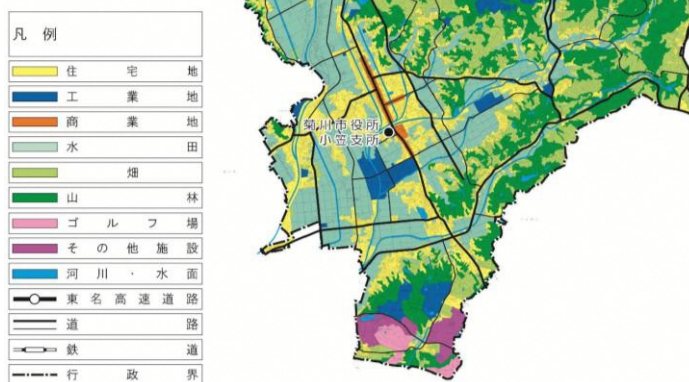 凡例
住宅地
工業地
商業地
水田
畑
山林
ゴルフ場
その他施設
河川・水面
東名高速道路
道路
鉄道
行政界
菊川市役所
小笠支所